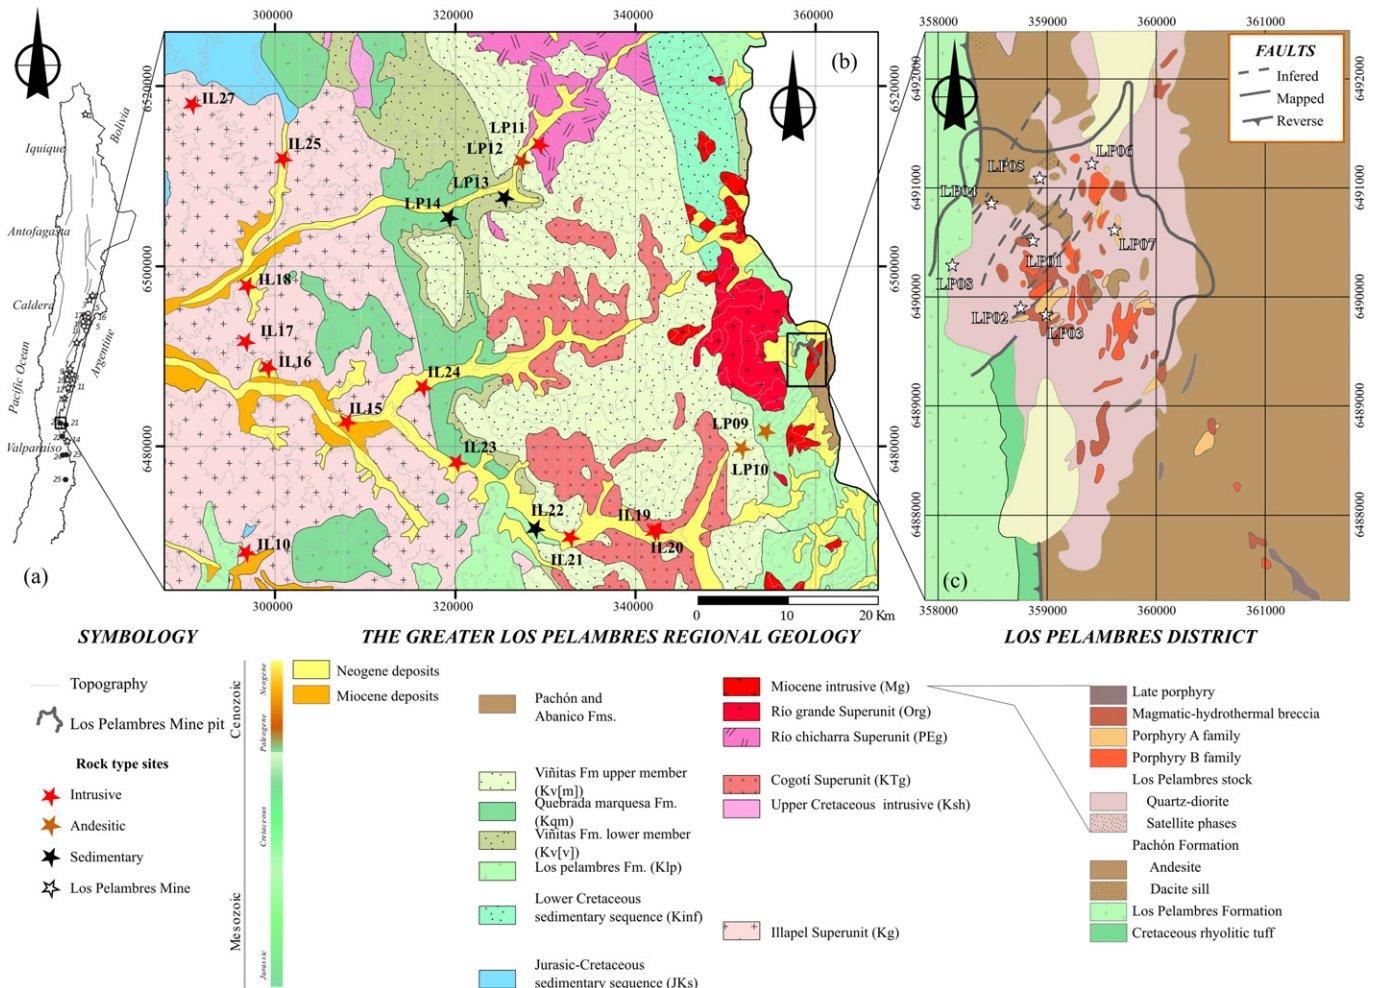 300000
320000
340000
360000
358000
359000
360000
361000
(b)
FAULTS
Infered
Mapped
Reverse
6520000
6500000
6480000
6492000
6491000
6490000
6489000
6488000
Iquique
Bolivia
Antofagasta
Caldera
Argentine
Pacific Ocean
Valparaiso
(a)
IL27
IL25
LP11
LP12
LP13
LP14
IL18
IL17
IL16
IL15
IL24
IL23
LP09
LP10
IL22
IL19
IL20
IL21
IL10
LP06
LP05
LP04
LP07
LP01
LP08
LP02
LP03
(c)
300000
320000
340000
0
10
20 Km
358000
359000
360000
361000
SYMBOLOGY
THE GREATER LOS PELAMBRES REGIONAL GEOLOGY
LOS PELAMBRES DISTRICT
Topography
Los Pelambres Mine pit
Rock type sites
Intrusive
Andesitic
Sedimentary
Los Pelambres Mine
Cenozoic
Mesozoic
Neogene
Paleogene
Cretaceous
Jurassic
Neogene deposits
Miocene deposits
Pachón and
Abanico Fms.
Viñitas Fm upper member
(Kv[m])
Quebrada marquesa Fm.
(Kqm)
Viñitas Fm. lower member
(Kv[v])
Los pelambres Fm. (Klp)
Lower Cretaceous
sedimentary sequence (Kinf)
Jurasic-Cretaceous
sedimentary sequence (JKs)
Miocene intrusive (Mg)
Río grande Superunit (Org)
Río chicharra Superunit (PEg)
Cogotí Superunit (KTg)
Upper Cretaceous intrusive (Ksh)
Illapel Superunit (Kg)
Late porphyry
Magmatic-hydrothermal breccia
Porphyry A family
Porphyry B family
Los Pelambres stock
Quartz-diorite
Satellite phases
Pachón Formation
Andesite
Dacite sill
Los Pelambres Formation
Cretaceous rhyolitic tuff